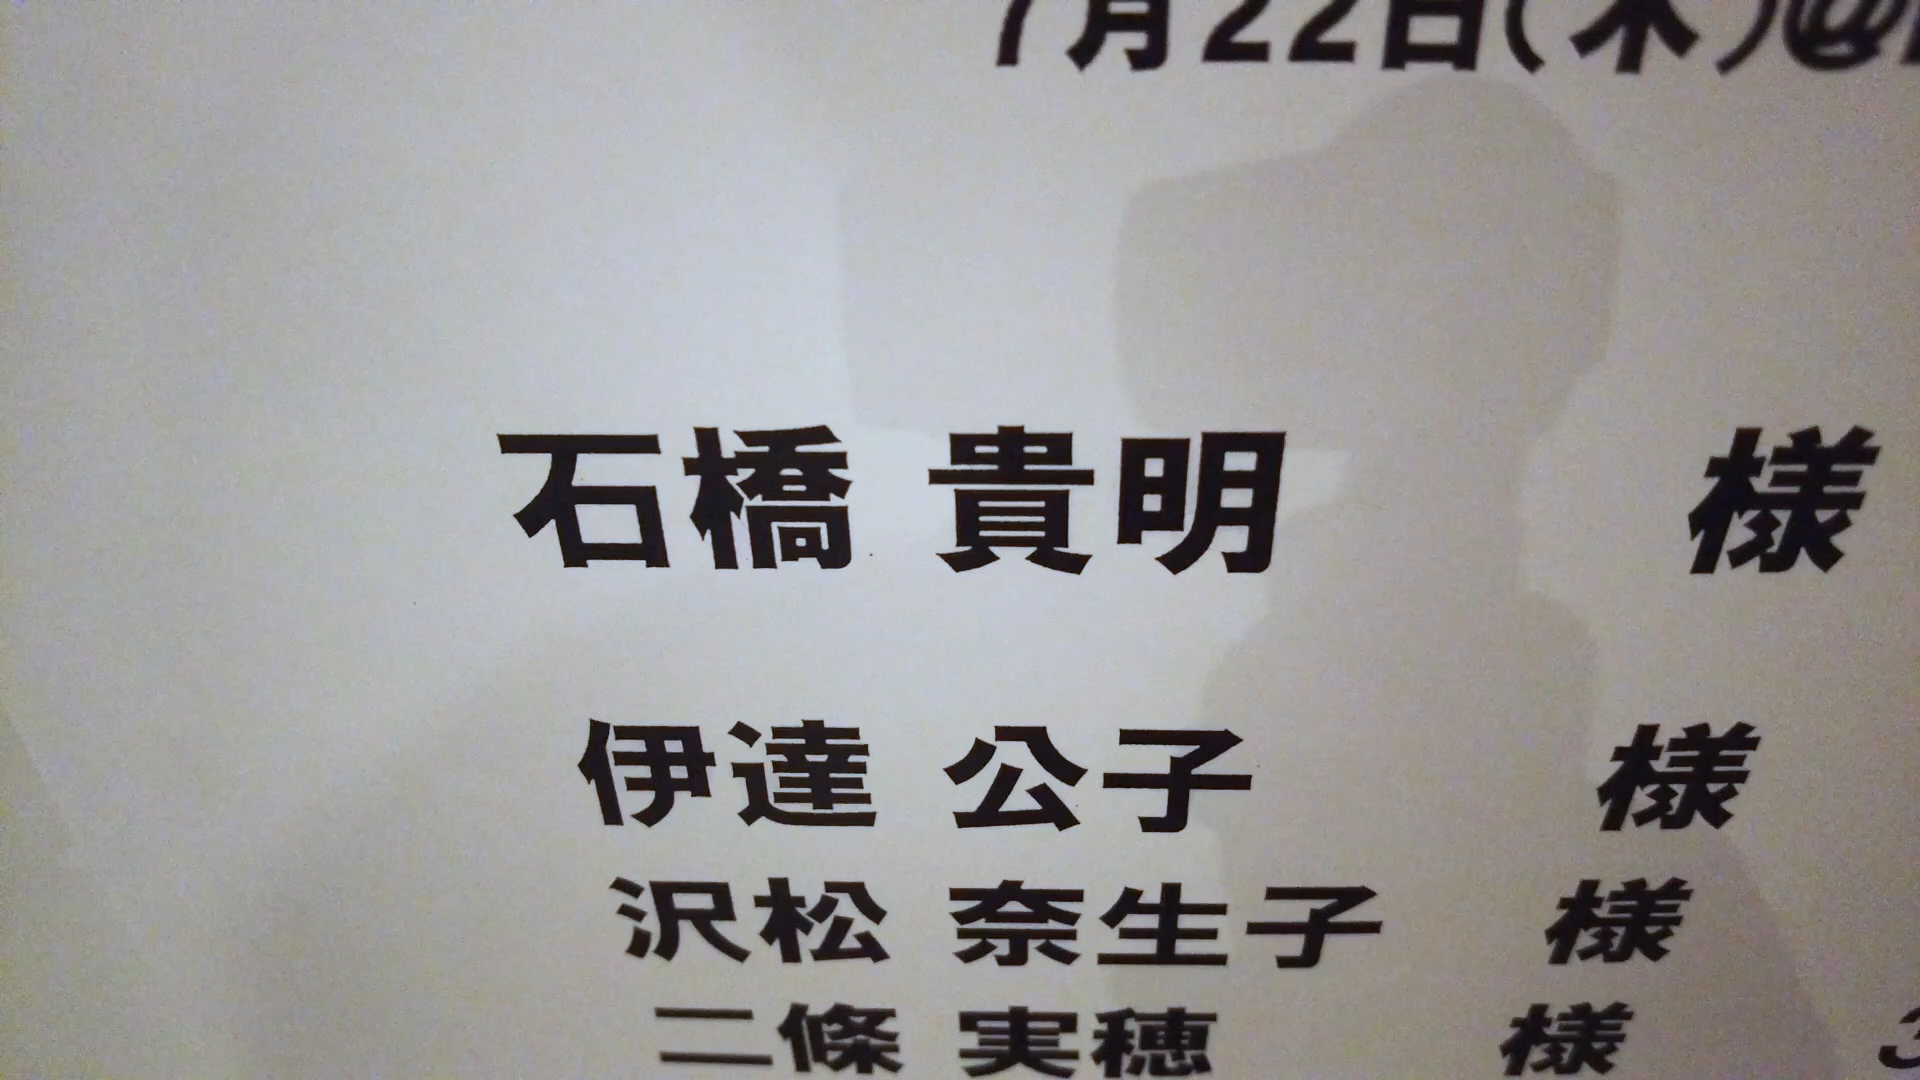 7月22日(木)@
石橋 貴明 様
伊達 公子 様
沢松 奈生子 様
二條 実穂 様 3